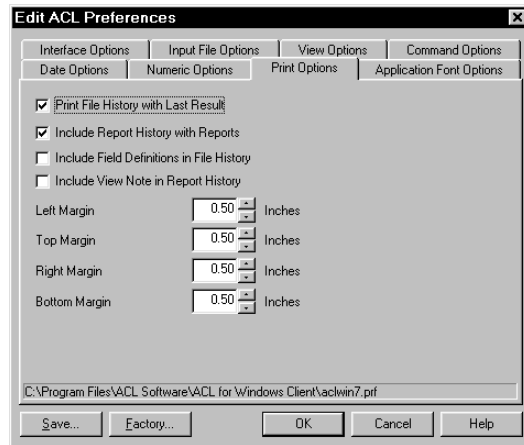 Edit ACL Preferences
Interface Options Input File Options View Options Command Options
Date Options Numeric Options Print Options Application Font Options
Print File History with Last Result
Include Report History with Reports
Include Field Definitions in File History
Include View Note in Report History
Left Margin 0.50 Inches
Top Margin 0.50 Inches
Right Margin 0.50 Inches
Bottom Margin 0.50 Inches
C:\Program Files\ACL Software\ACL for Windows Client\aclwin7.prf
Save... Factory... OK Cancel Help